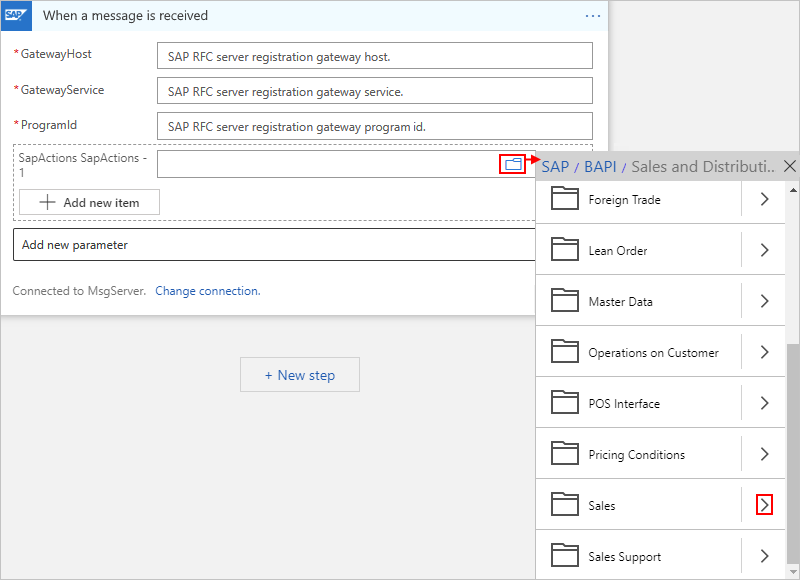 SAP
When a message is received
...
*GatewayHost
SAP RFC server registration gateway host.
*GatewayService
SAP RFC server registration gateway service.
*ProgramId
SAP RFC server registration gateway program id.
SapActions SapActions -
1
+ Add new item
Add new parameter
Connected to MsgServer. Change connection.
+ New step
SAP / BAPI / Sales and Distributi..
Foreign Trade
Lean Order
Master Data
Operations on Customer
POS Interface
Pricing Conditions
Sales
Sales Support